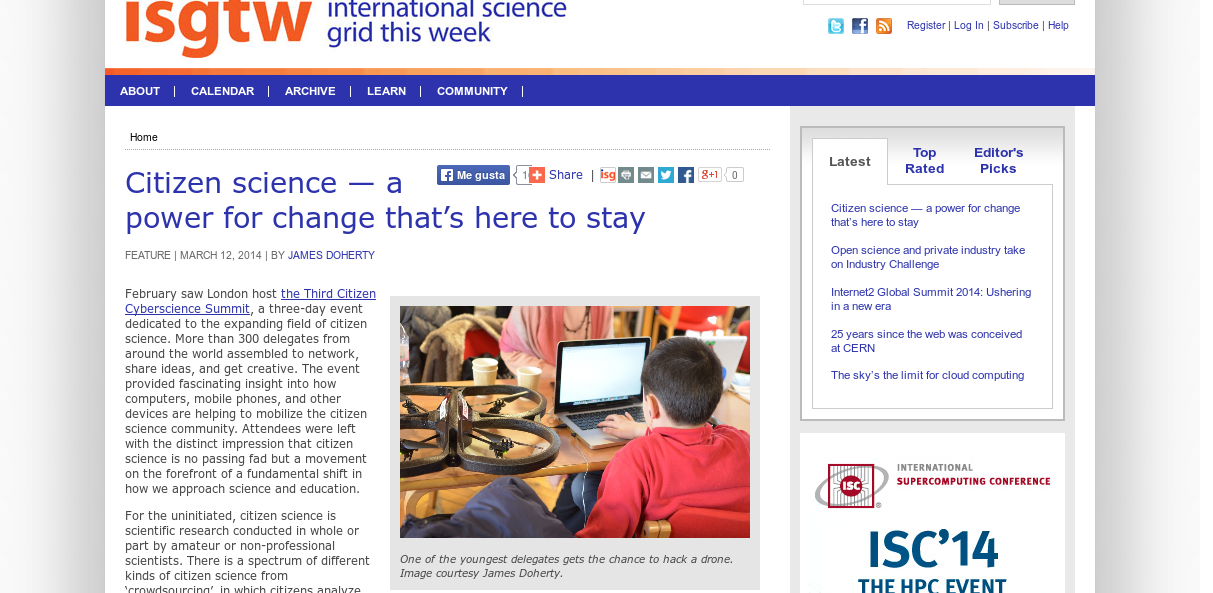 isgtw
international science
grid this week
Register | Log In | Subscribe | Help
ABOUT | CALENDAR | ARCHIVE | LEARN | COMMUNITY |
Home
Citizen science — a
power for change that’s here to stay
Me gusta
Share |
isg
g+1
0
FEATURE | MARCH 12, 2014 | BY JAMES DOHERTY
February saw London host the Third Citizen
Cyberscience Summit, a three-day event
dedicated to the expanding field of citizen
science. More than 300 delegates from
around the world assembled to network,
share ideas, and get creative. The event
provided fascinating insight into how
computers, mobile phones, and other
devices are helping to mobilize the citizen
science community. Attendees were left
with the distinct impression that citizen
science is no passing fad but a movement
on the forefront of a fundamental shift in
how we approach science and education.
For the uninitiated, citizen science is
scientific research conducted in whole or
part by amateur or non-professional
scientists. There is a spectrum of different
kinds of citizen science from
‘crowdsourcing’, in which citizens analyze
One of the youngest delegates gets the chance to hack a drone.
Image courtesy James Doherty.
Latest
Top
Rated
Editor's
Picks
Citizen science — a power for change
that’s here to stay
Open science and private industry take
on Industry Challenge
Internet2 Global Summit 2014: Ushering
in a new era
25 years since the web was conceived
at CERN
The sky’s the limit for cloud computing
ISC
®
INTERNATIONAL
SUPERCOMPUTING CONFERENCE
ISC’14
THE HPC EVENT